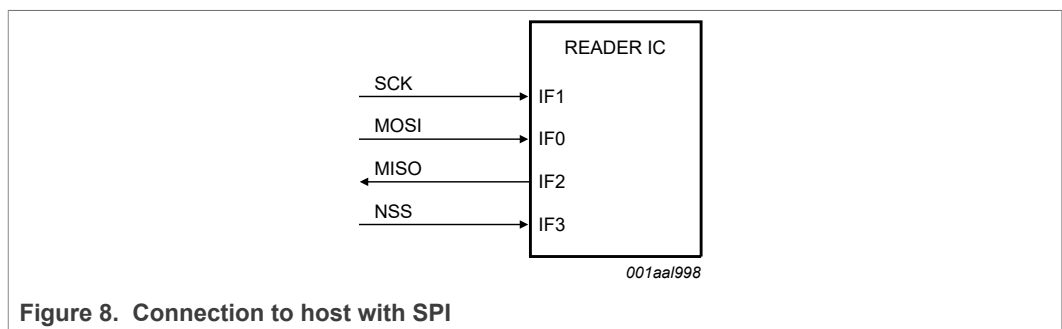 READER IC
SCK
IF1
MOSI
IF0
MISO
IF2
NSS
IF3
001aal998
Figure 8. Connection to host with SPI